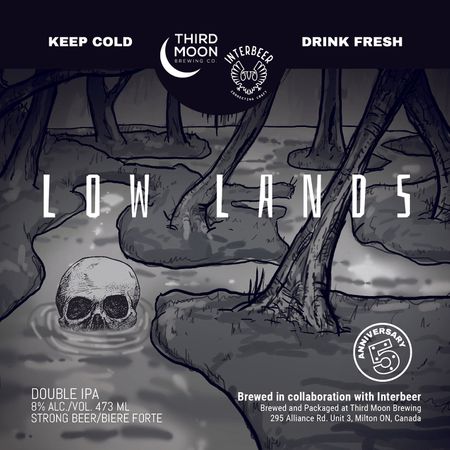 KEEP COLD
THIRD
MOON
BREWING CO.
INTERBEER
CONNECTING CRAFT
DRINK FRESH
LOW LANDS
ANNIVERSARY
5
DOUBLE IPA
8% ALC./VOL. 473 ML
STRONG BEER/BIERE FORTE
Brewed in collaboration with Interbeer
Brewed and Packaged at Third Moon Brewing
295 Alliance Rd. Unit 3, Milton ON, Canada